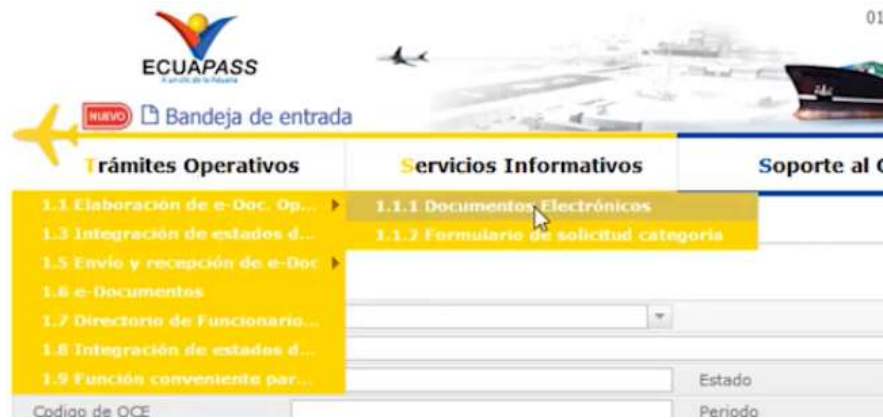 01
ECUAPASS
NUEVO Bandeja de entrada
Trámites Operativos
Servicios Informativos
Soporte al C
1.1 Elaboración de e-Doc. Op...
1.1.1 Documentos Electrónicos
1.3 Integración de estados d...
1.1.2 Formulario de solicitud categoria
1.5 Envío y recepción de e-Doc
1.6 e-Documentos
1.7 Directorio de Funcionario...
1.8 Integración de estados d...
1.9 Función conveniente par...
Estado
Codigo de OCE
Periodo